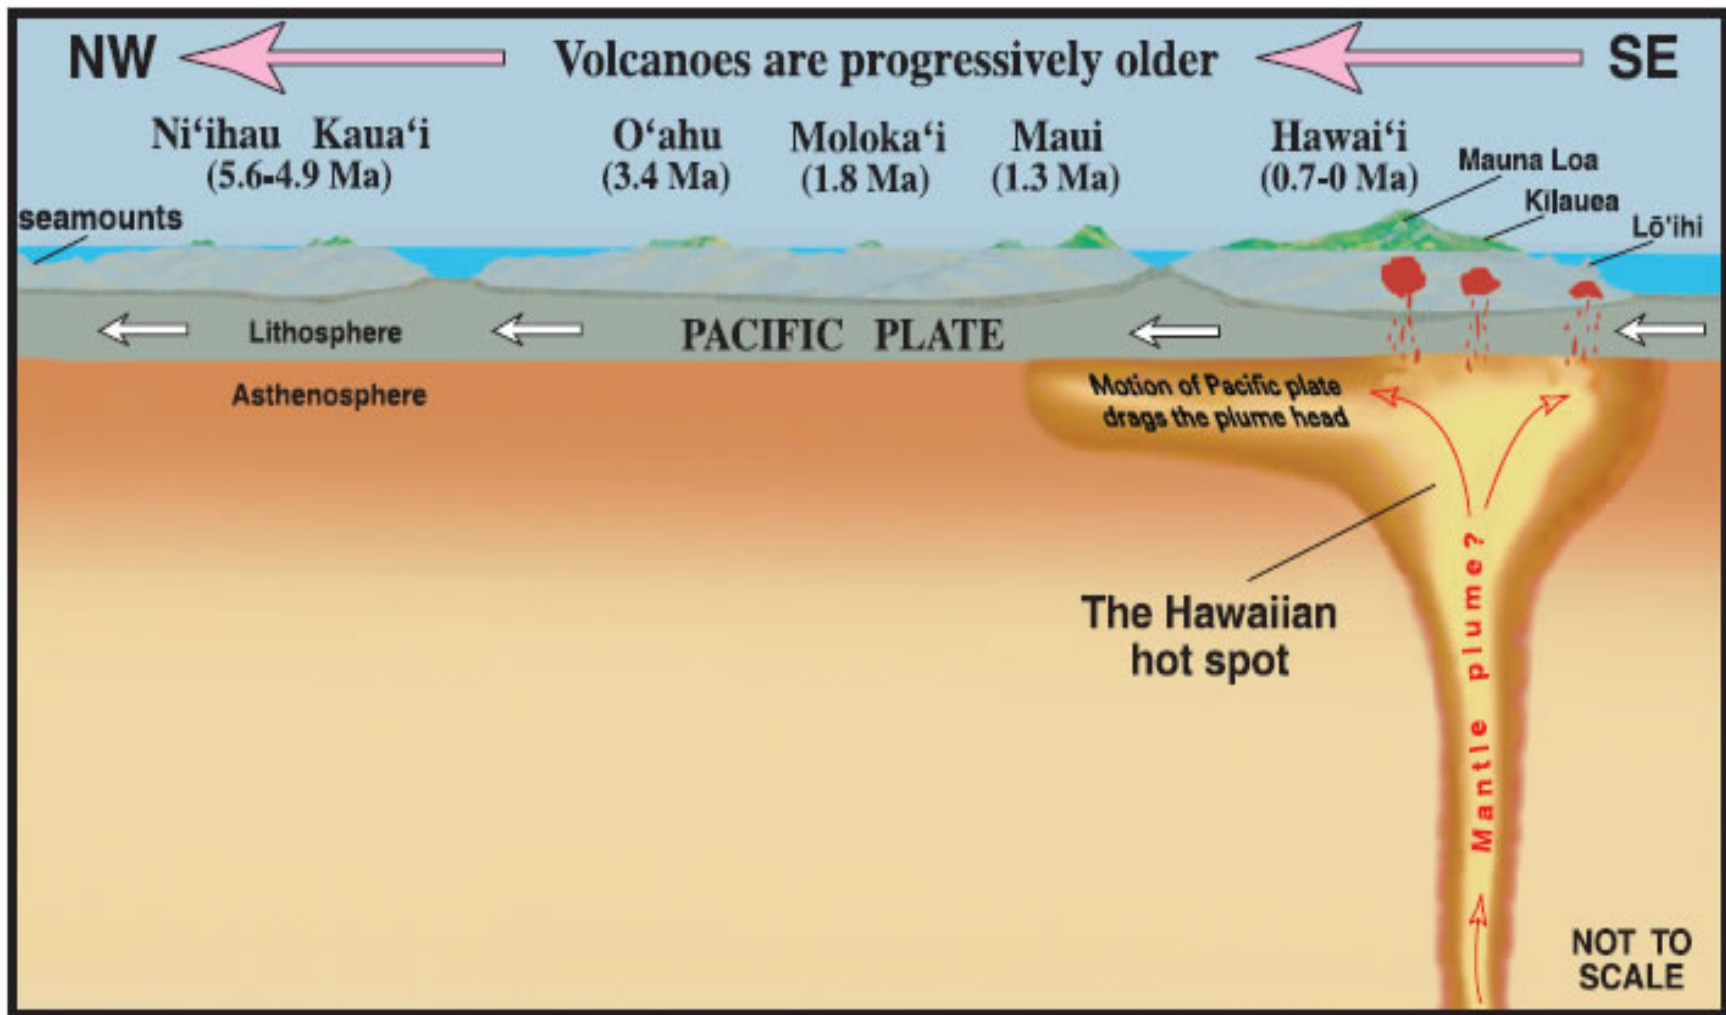 NW Volcanoes are progressively older SE
Ni‘ihau Kaua‘i O‘ahu Moloka‘i Maui Hawai‘i
(5.6-4.9 Ma) (3.4 Ma) (1.8 Ma) (1.3 Ma) (0.7-0 Ma)
Mauna Loa
Kīlauea
Lō'ihi
seamounts
Lithosphere PACIFIC PLATE
Asthenosphere
Motion of Pacific plate
drags the plume head
The Hawaiian
hot spot
Mantle plume?
NOT TO
SCALE